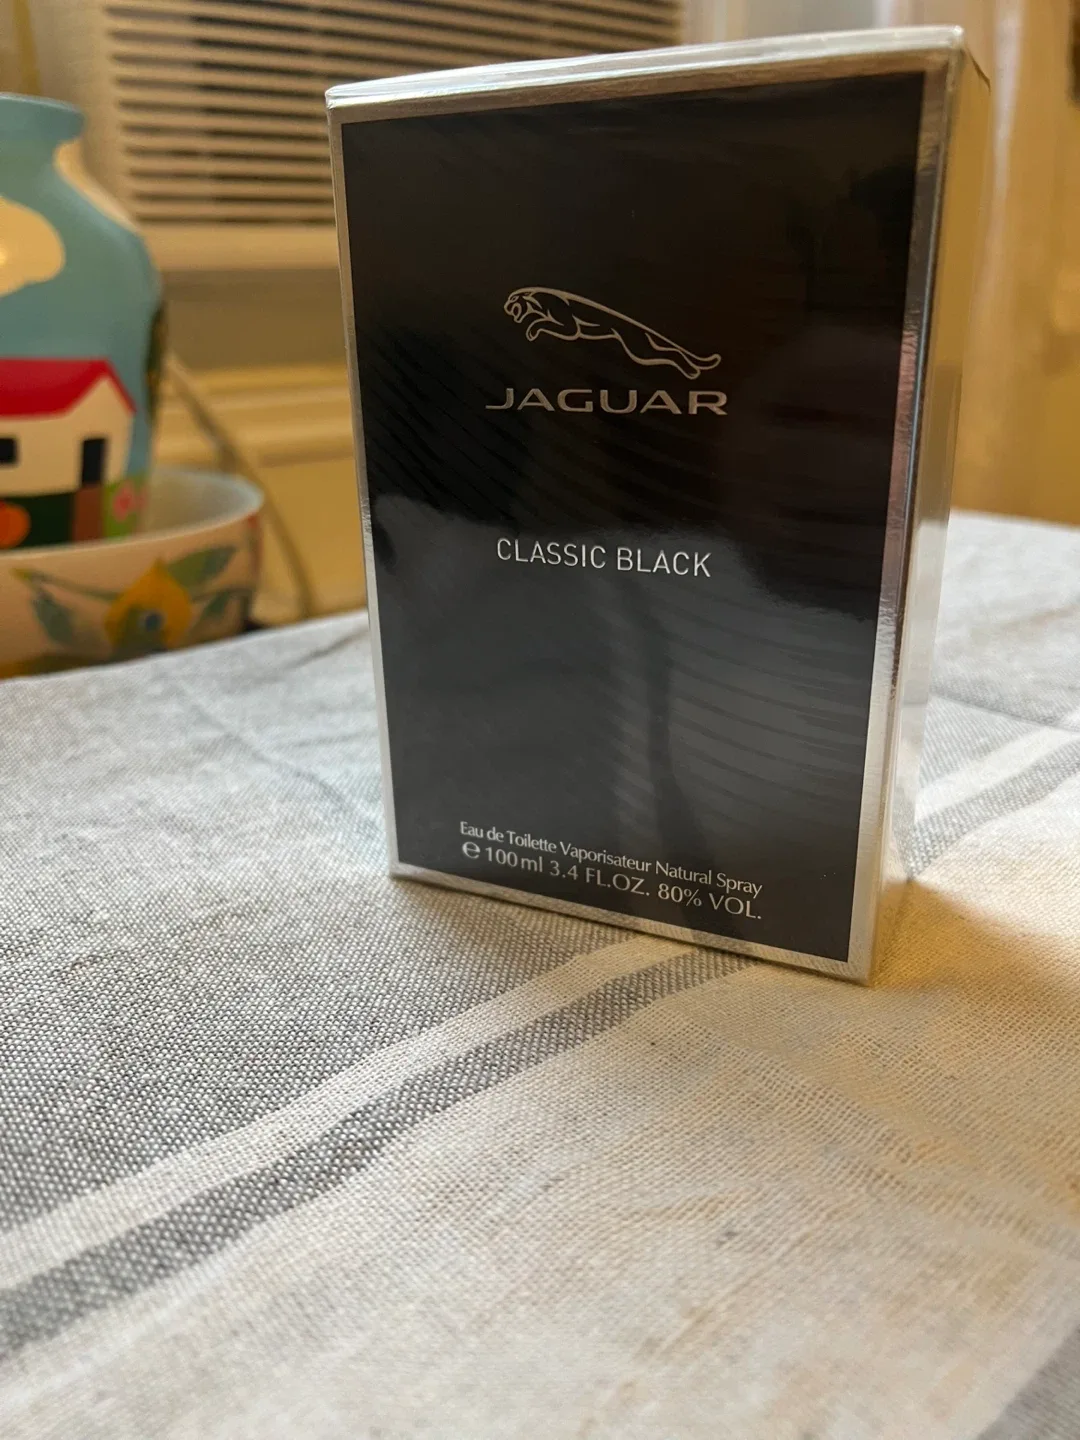 JAGUAR
CLASSIC BLACK
Eau de Toilette Vaporisateur Natural Spray
℮ 100 ml 3.4 FL.OZ. 80% VOL.